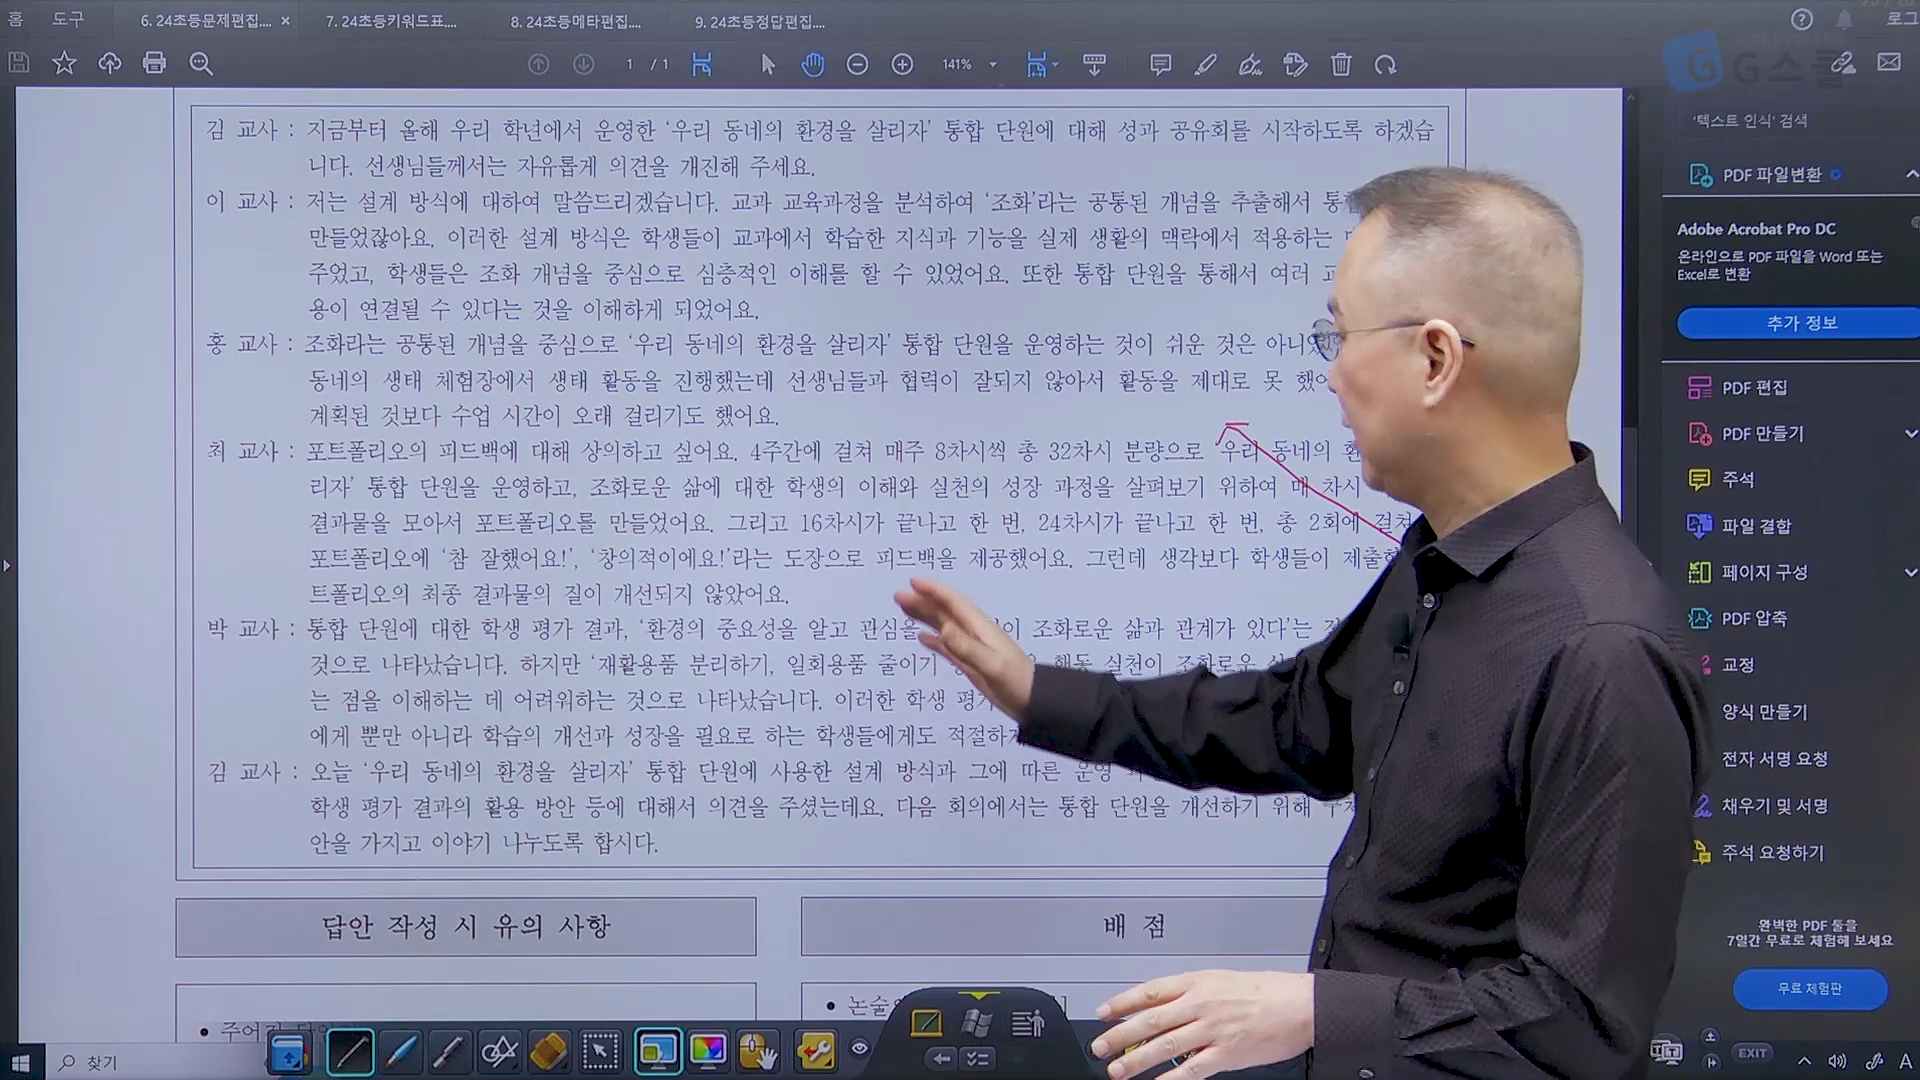 홈 도구 6. 24초등문제편집.... × 7. 24초등키워드표.... 8. 24초등메타편집.... 9. 24초등정답편집.... 로그
1 / 1 141%
G스쿨
'텍스트 인식' 검색
PDF 파일변환
Adobe Acrobat Pro DC
온라인으로 PDF 파일을 Word 또는
Excel로 변환
추가 정보
PDF 편집
PDF 만들기
주석
파일 결합
페이지 구성
PDF 압축
교정
양식 만들기
전자 서명 요청
채우기 및 서명
주석 요청하기
완벽한 PDF 툴을
7일간 무료로 체험해 보세요
무료 체험판
김 교사 : 지금부터 올해 우리 학년에서 운영한 '우리 동네의 환경을 살리자' 통합 단원에 대해 성과 공유회를 시작하도록 하겠습
니다. 선생님들께서는 자유롭게 의견을 개진해 주세요.
이 교사 : 저는 설계 방식에 대하여 말씀드리겠습니다. 교과 교육과정을 분석하여 '조화'라는 공통된 개념을 추출해서 통합
만들었잖아요. 이러한 설계 방식은 학생들이 교과에서 학습한 지식과 기능을 실제 생활의 맥락에서 적용하는
주었고, 학생들은 조화 개념을 중심으로 심층적인 이해를 할 수 있었어요. 또한 통합 단원을 통해서 여러
용이 연결될 수 있다는 것을 이해하게 되었어요.
홍 교사 : 조화라는 공통된 개념을 중심으로 '우리 동네의 환경을 살리자' 통합 단원을 운영하는 것이 쉬운 것은 아니었
동네의 생태 체험장에서 생태 활동을 진행했는데 선생님들과 협력이 잘되지 않아서 활동을 제대로 못 했
계획된 것보다 수업 시간이 오래 걸리기도 했어요.
최 교사 : 포트폴리오의 피드백에 대해 상의하고 싶어요. 4주간에 걸쳐 매주 8차시씩 총 32차시 분량으로 '우리 동네의
리자' 통합 단원을 운영하고, 조화로운 삶에 대한 학생의 이해와 실천의 성장 과정을 살펴보기 위하여 매 차시
결과물을 모아서 포트폴리오를 만들었어요. 그리고 16차시가 끝나고 한 번, 24차시가 끝나고 한 번, 총 2회에 걸쳐
포트폴리오에 '참 잘했어요!', '창의적이에요!'라는 도장으로 피드백을 제공했어요. 그런데 생각보다 학생들이 제출한
트폴리오의 최종 결과물의 질이 개선되지 않았어요.
박 교사 : 통합 단원에 대한 학생 평가 결과, '환경의 중요성을 알고 관심을 이 조화로운 삶과 관계가 있다'는
것으로 나타났습니다. 하지만 '재활용품 분리하기, 일회용품 줄이기 행동 실천이 조화로운
는 점을 이해하는 데 어려워하는 것으로 나타났습니다. 이러한 학생 평가
에게 뿐만 아니라 학습의 개선과 성장을 필요로 하는 학생들에게도 적절하게
김 교사 : 오늘 '우리 동네의 환경을 살리자' 통합 단원에 사용한 설계 방식과 그에 따른 운영
학생 평가 결과의 활용 방안 등에 대해서 의견을 주셨는데요. 다음 회의에서는 통합 단원을 개선하기 위해
안을 가지고 이야기 나누도록 합시다.
답안 작성 시 유의 사항
배 점
찾기
EXIT
A